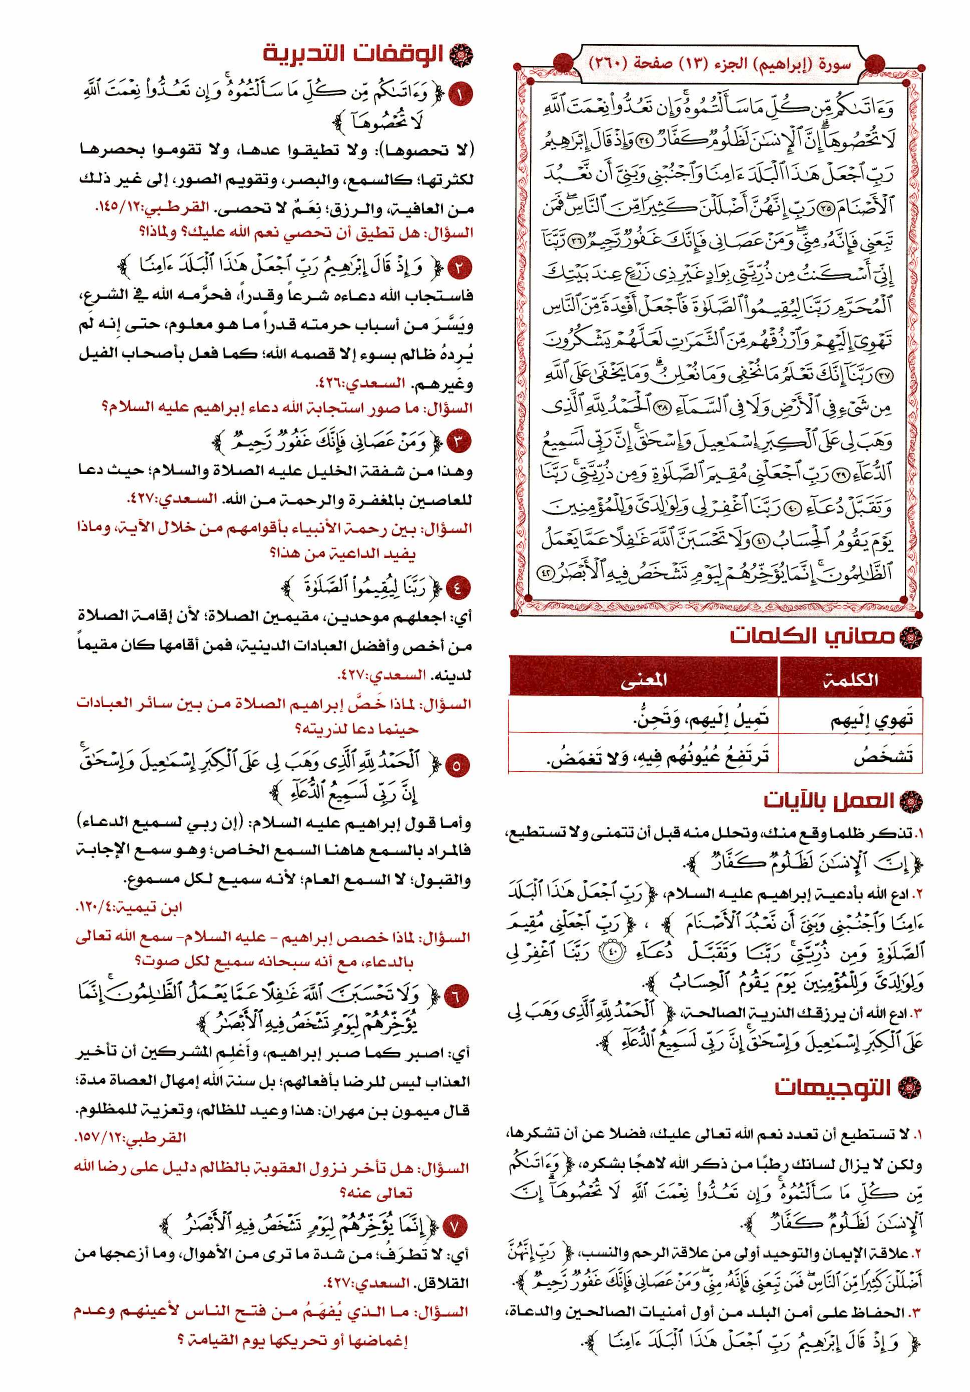 سورة (إبراهيم) الجزء (١٣) صفحة (٢٦٠)
وَءَاتَىٰكُم مِّن كُلِّ مَا سَأَلْتُمُوهُ ۚ وَإِن تَعُدُّوا۟ نِعْمَتَ ٱللَّهِ
لَا تُحْصُوهَآ ۗ إِنَّ ٱلْإِنسَٰنَ لَظَلُومٌ كَفَّارٌ ﴿٣٤﴾ وَإِذْ قَالَ إِبْرَٰهِيمُ
رَبِّ ٱجْعَلْ هَٰذَا ٱلْبَلَدَ ءَامِنًا وَٱجْنُبْنِى وَبَنِىَّ أَن نَّعْبُدَ
ٱلْأَصْنَامَ ﴿٣٥﴾ رَبِّ إِنَّهُنَّ أَضْلَلْنَ كَثِيرًا مِّنَ ٱلنَّاسِ ۖ فَمَن
تَبِعَنِى فَإِنَّهُۥ مِنِّى ۖ وَمَنْ عَصَانِى فَإِنَّكَ غَفُورٌ رَّحِيمٌ ﴿٣٦﴾ رَّبَّنَآ
إِنِّىٓ أَسْكَنتُ مِن ذُرِّيَّتِى بِوَادٍ غَيْرِ ذِى زَرْعٍ عِندَ بَيْتِكَ
ٱلْمُحَرَّمِ رَبَّنَا لِيُقِيمُوا۟ ٱلصَّلَوٰةَ فَٱجْعَلْ أَفْـِٔدَةً مِّنَ ٱلنَّاسِ
تَهْوِىٓ إِلَيْهِمْ وَٱرْزُقْهُم مِّنَ ٱلثَّمَرَٰتِ لَعَلَّهُمْ يَشْكُرُونَ
﴿٣٧﴾ رَبَّنَآ إِنَّكَ تَعْلَمُ مَا نُخْفِى وَمَا نُعْلِنُ ۗ وَمَا يَخْفَىٰ عَلَى ٱللَّهِ
مِن شَىْءٍ فِى ٱلْأَرْضِ وَلَا فِى ٱلسَّمَآءِ ﴿٣٨﴾ ٱلْحَمْدُ لِلَّهِ ٱلَّذِى
وَهَبَ لِى عَلَى ٱلْكِبَرِ إِسْمَٰعِيلَ وَإِسْحَٰقَ ۚ إِنَّ رَبِّى لَسَمِيعُ
ٱلدُّعَآءِ ﴿٣٩﴾ رَبِّ ٱجْعَلْنِى مُقِيمَ ٱلصَّلَوٰةِ وَمِن ذُرِّيَّتِى ۚ رَبَّنَا
وَتَقَبَّلْ دُعَآءِ ﴿٤٠﴾ رَبَّنَا ٱغْفِرْ لِى وَلِوَٰلِدَىَّ وَلِلْمُؤْمِنِينَ
يَوْمَ يَقُومُ ٱلْحِسَابُ ﴿٤١﴾ وَلَا تَحْسَبَنَّ ٱللَّهَ غَٰفِلًا عَمَّا يَعْمَلُ
ٱلظَّٰلِمُونَ ۚ إِنَّمَا يُؤَخِّرُهُمْ لِيَوْمٍ تَشْخَصُ فِيهِ ٱلْأَبْصَٰرُ ﴿٤٢﴾
معاني الكلمات
الكلمة المعنى
تَهوِي إلَيهِم تَمِيلُ إِلَيهِم، وَتَحِنُّ.
تَشخَصُ تَرتَفِعُ عُيُونُهُم فِيهِ، وَلا تَغمَضُ.
العمل بالآيات
١. تذكر ظلما وقع منك، وتحلل منه قبل أن تتمنى ولا تستطيع،
﴿ إِنَّ ٱلْإِنسَٰنَ لَظَلُومٌ كَفَّارٌ ﴾.
٢. ادع الله بأدعية إبراهيم عليه السلام، ﴿ رَبِّ ٱجْعَلْ هَٰذَا ٱلْبَلَدَ
ءَامِنًا وَٱجْنُبْنِى وَبَنِىَّ أَن نَّعْبُدَ ٱلْأَصْنَامَ ﴾ ، ﴿ رَبِّ ٱجْعَلْنِى مُقِيمَ
ٱلصَّلَوٰةِ وَمِن ذُرِّيَّتِى ۚ رَبَّنَا وَتَقَبَّلْ دُعَآءِ ﴿٤٠﴾ رَبَّنَا ٱغْفِرْ لِى
وَلِوَٰلِدَىَّ وَلِلْمُؤْمِنِينَ يَوْمَ يَقُومُ ٱلْحِسَابُ ﴾.
٣. ادع الله أن يرزقك الذرية الصالحة، ﴿ ٱلْحَمْدُ لِلَّهِ ٱلَّذِى وَهَبَ لِى
عَلَى ٱلْكِبَرِ إِسْمَٰعِيلَ وَإِسْحَٰقَ ۚ إِنَّ رَبِّى لَسَمِيعُ ٱلدُّعَآءِ ﴾.
التوجيهات
١. لا تستطيع أن تعدد نعم الله تعالى عليك، فضلا عن أن تشكرها،
ولكن لا يزال لسانك رطبًا من ذكر الله لاهجًا بشكره، ﴿ وَءَاتَىٰكُم
مِّن كُلِّ مَا سَأَلْتُمُوهُ ۚ وَإِن تَعُدُّوا۟ نِعْمَتَ ٱللَّهِ لَا تُحْصُوهَآ ۗ إِنَّ
ٱلْإِنسَٰنَ لَظَلُومٌ كَفَّارٌ ﴾.
٢. علاقة الإيمان والتوحيد أولى من علاقة الرحم والنسب، ﴿ رَبِّ إِنَّهُنَّ
أَضْلَلْنَ كَثِيرًا مِّنَ ٱلنَّاسِ ۖ فَمَن تَبِعَنِى فَإِنَّهُۥ مِنِّى ۖ وَمَنْ عَصَانِى فَإِنَّكَ غَفُورٌ رَّحِيمٌ ﴾.
٣. الحفاظ على أمن البلد من أول أمنيات الصالحين والدعاة،
﴿ وَإِذْ قَالَ إِبْرَٰهِيمُ رَبِّ ٱجْعَلْ هَٰذَا ٱلْبَلَدَ ءَامِنًا ﴾.
الوقفات التدبرية
١ ﴿ وَءَاتَىٰكُم مِّن كُلِّ مَا سَأَلْتُمُوهُ ۚ وَإِن تَعُدُّوا۟ نِعْمَتَ ٱللَّهِ
لَا تُحْصُوهَآ ﴾
(لا تحصوها): ولا تطيقوا عدها، ولا تقوموا بحصرها
لكثرتها؛ كالسمع، والبصر، وتقويم الصور، إلى غير ذلك
من العافية، والرزق؛ نِعَمٌ لا تحصى. القرطبي:١٤٥/١٢.
السؤال: هل تطيق أن تحصي نعم الله عليك؟ ولماذا؟
٢ ﴿ وَإِذْ قَالَ إِبْرَٰهِيمُ رَبِّ ٱجْعَلْ هَٰذَا ٱلْبَلَدَ ءَامِنًا ﴾
فاستجاب الله دعاءه شرعاً وقدراً، فحرَّمه الله في الشرع،
ويَسَّرَ من أسباب حرمته قدراً ما هو معلوم، حتى إنه لم
يُرِدهُ ظالم بسوء إلا قصمه الله؛ كما فعل بأصحاب الفيل
وغيرهم. السعدي:٤٢٦.
السؤال: ما صور استجابة الله دعاء إبراهيم عليه السلام؟
٣ ﴿ وَمَنْ عَصَانِى فَإِنَّكَ غَفُورٌ رَّحِيمٌ ﴾
وهذا من شفقة الخليل عليه الصلاة والسلام؛ حيث دعا
للعاصين بالمغفرة والرحمة من الله. السعدي:٤٢٧.
السؤال: بين رحمة الأنبياء بأقوامهم من خلال الآية، وماذا
يفيد الداعية من هذا؟
٤ ﴿ رَبَّنَا لِيُقِيمُوا۟ ٱلصَّلَوٰةَ ﴾
أي: اجعلهم موحدين، مقيمين الصلاة؛ لأن إقامة الصلاة
من أخص وأفضل العبادات الدينية، فمن أقامها كان مقيماً
لدينه. السعدي:٤٢٧.
السؤال: لماذا خَصَّ إبراهيم الصلاة من بين سائر العبادات
حينما دعا لذريته؟
٥ ﴿ ٱلْحَمْدُ لِلَّهِ ٱلَّذِى وَهَبَ لِى عَلَى ٱلْكِبَرِ إِسْمَٰعِيلَ وَإِسْحَٰقَ ۚ
إِنَّ رَبِّى لَسَمِيعُ ٱلدُّعَآءِ ﴾
وأما قول إبراهيم عليه السلام: (إن ربي لسميع الدعاء)
فالمراد بالسمع هاهنا السمع الخاص؛ وهو سمع الإجابة
والقبول؛ لا السمع العام؛ لأنه سميع لكل مسموع.
ابن تيمية:١٢٠/٤.
السؤال: لماذا خصص إبراهيم - عليه السلام- سمع الله تعالى
بالدعاء، مع أنه سبحانه سميع لكل صوت؟
٦ ﴿ وَلَا تَحْسَبَنَّ ٱللَّهَ غَٰفِلًا عَمَّا يَعْمَلُ ٱلظَّٰلِمُونَ ۚ إِنَّمَا
يُؤَخِّرُهُمْ لِيَوْمٍ تَشْخَصُ فِيهِ ٱلْأَبْصَٰرُ ﴾
أي: اصبر كما صبر إبراهيم، وأعْلِم المشركين أن تأخير
العذاب ليس للرضا بأفعالهم؛ بل سنة الله إمهال العصاة مدة؛
قال ميمون بن مهران: هذا وعيد للظالم، وتعزية للمظلوم.
القرطبي:١٥٧/١٢.
السؤال: هل تأخر نزول العقوبة بالظالم دليل على رضا الله
تعالى عنه؟
٧ ﴿ إِنَّمَا يُؤَخِّرُهُمْ لِيَوْمٍ تَشْخَصُ فِيهِ ٱلْأَبْصَٰرُ ﴾
أي: لا تَطرَفُ؛ من شدة ما ترى من الأهوال، وما أزعجها من
القلاقل. السعدي:٤٢٧.
السؤال: ما الذي يُفهَمُ من فتح الناس لأعينهم وعدم
إغماضها أو تحريكها يوم القيامة ؟